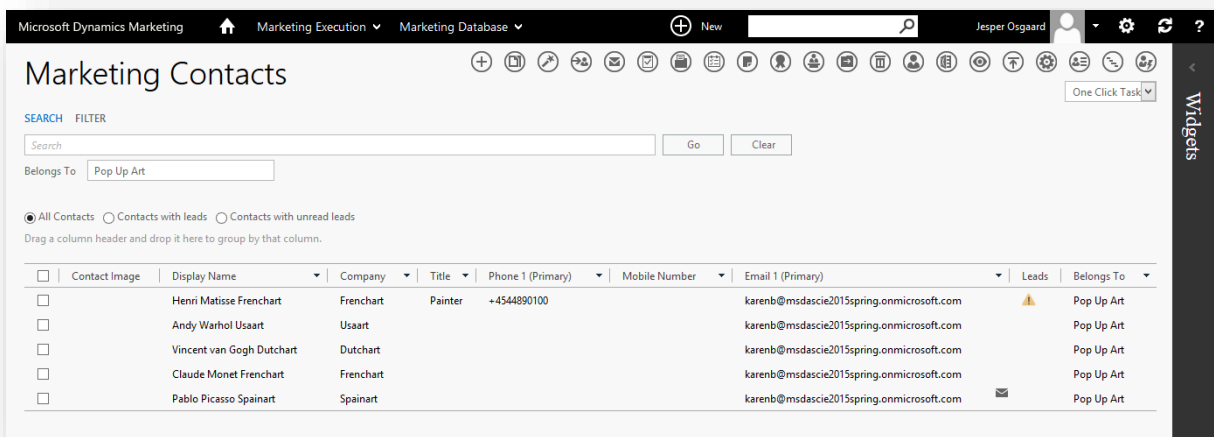 Microsoft Dynamics Marketing Marketing Execution Marketing Database New Jesper Osgaard ?
Marketing Contacts
One Click Task
Widgets
SEARCH FILTER
Search Go Clear
Belongs To Pop Up Art
All Contacts Contacts with leads Contacts with unread leads
Drag a column header and drop it here to group by that column.
Contact Image Display Name Company Title Phone 1 (Primary) Mobile Number Email 1 (Primary) Leads Belongs To
Henri Matisse Frenchart Frenchart Painter +4544890100 karenb@msdascie2015spring.onmicrosoft.com Pop Up Art
Andy Warhol Usaart Usaart karenb@msdascie2015spring.onmicrosoft.com Pop Up Art
Vincent van Gogh Dutchart Dutchart karenb@msdascie2015spring.onmicrosoft.com Pop Up Art
Claude Monet Frenchart Frenchart karenb@msdascie2015spring.onmicrosoft.com Pop Up Art
Pablo Picasso Spainart Spainart karenb@msdascie2015spring.onmicrosoft.com Pop Up Art